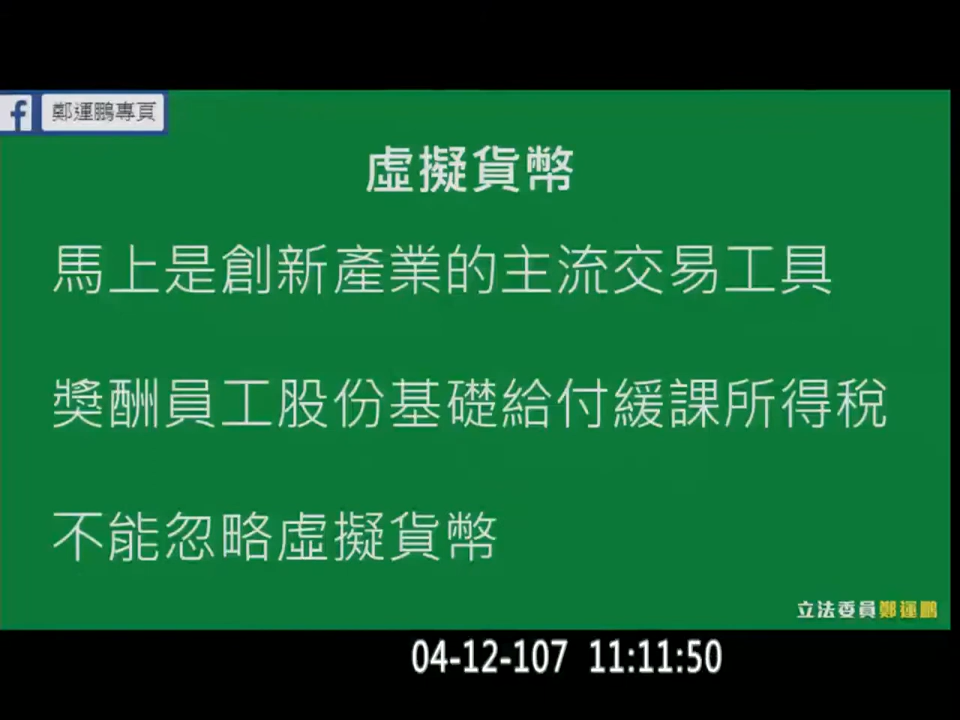 鄭運鵬專頁
虛擬貨幣
馬上是創新產業的主流交易工具
獎酬員工股份基礎給付緩課所得稅
不能忽略虛擬貨幣
立法委員鄭運鵬
04-12-107 11:11:50